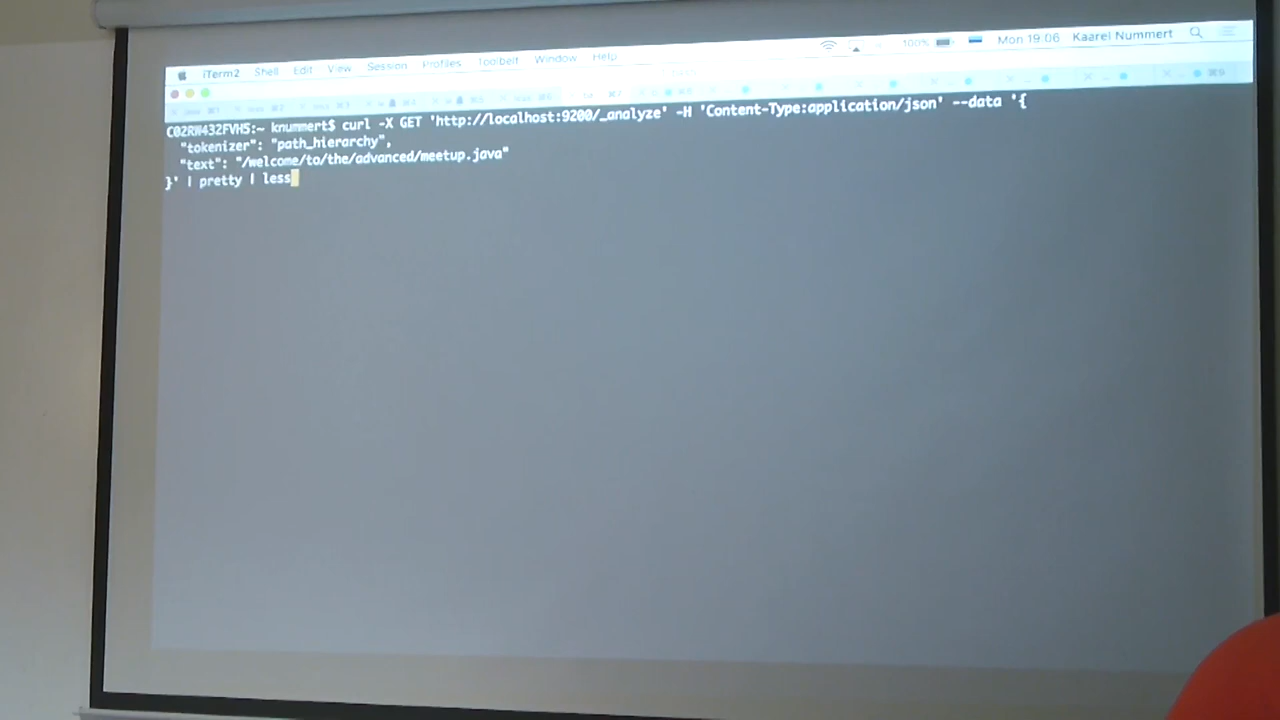 iTerm2 Shell Edit View Session Profiles Toolbelt Window Help 100% Mon 19:06 Kaarel Nummert
C02RW432FVH5:~ knummert$ curl -X GET 'http://localhost:9200/_analyze' -H 'Content-Type:application/json' --data '{
"tokenizer": "path_hierarchy",
"text": "/welcome/to/the/advanced/meetup.java"
}' | pretty | less